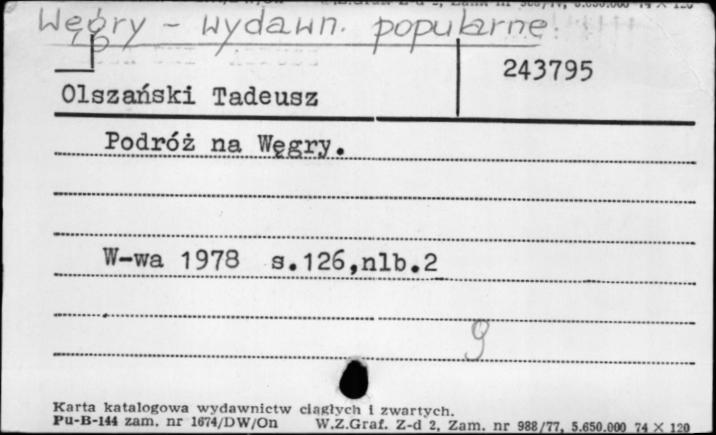 Węgry - wydawn. popularne
243795
Olszański Tadeusz
Podróż na Węgry.
W-wa 1978 s.126,nlb.2
9
Karta katalogowa wydawnictw ciągłych i zwartych.
Pu-B-144 zam. nr 1674/DW/On W.Z.Graf. Z-d 2, Zam. nr 988/77, 5.650.000 74 X 120